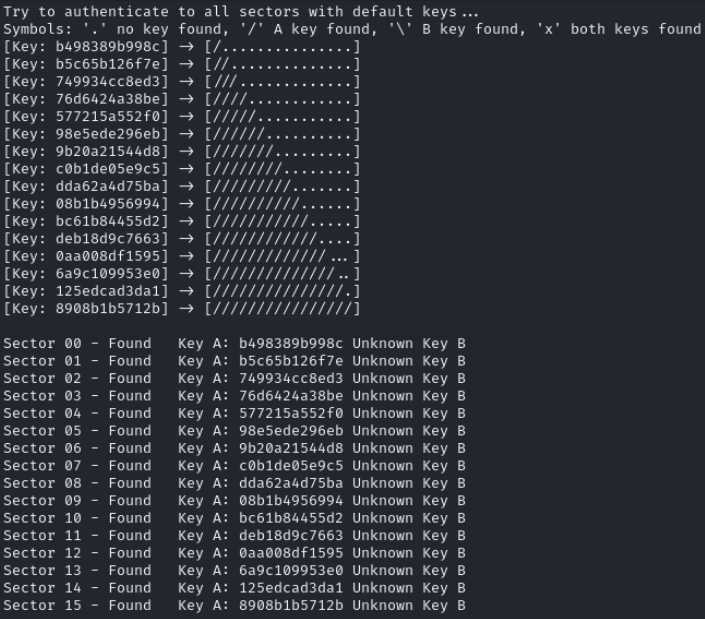 Try to authenticate to all sectors with default keys...
Symbols: '.' no key found, '/' A key found, '\' B key found, 'x' both keys found
[Key: b498389b998c] -> [/...............]
[Key: b5c65b126f7e] -> [//..............]
[Key: 749934cc8ed3] -> [///.............]
[Key: 76d6424a38be] -> [////............]
[Key: 577215a552f0] -> [/////...........]
[Key: 98e5ede296eb] -> [//////..........]
[Key: 9b20a21544d8] -> [///////.........]
[Key: c0b1de05e9c5] -> [////////........]
[Key: dda62a4d75ba] -> [/////////.......]
[Key: 08b1b4956994] -> [//////////......]
[Key: bc61b84455d2] -> [///////////.....]
[Key: deb18d9c7663] -> [////////////....]
[Key: 0aa008df1595] -> [/////////////...]
[Key: 6a9c109953e0] -> [//////////////..]
[Key: 125edcad3da1] -> [///////////////.]
[Key: 8908b1b5712b] -> [////////////////]

Sector 00 - Found   Key A: b498389b998c Unknown Key B
Sector 01 - Found   Key A: b5c65b126f7e Unknown Key B
Sector 02 - Found   Key A: 749934cc8ed3 Unknown Key B
Sector 03 - Found   Key A: 76d6424a38be Unknown Key B
Sector 04 - Found   Key A: 577215a552f0 Unknown Key B
Sector 05 - Found   Key A: 98e5ede296eb Unknown Key B
Sector 06 - Found   Key A: 9b20a21544d8 Unknown Key B
Sector 07 - Found   Key A: c0b1de05e9c5 Unknown Key B
Sector 08 - Found   Key A: dda62a4d75ba Unknown Key B
Sector 09 - Found   Key A: 08b1b4956994 Unknown Key B
Sector 10 - Found   Key A: bc61b84455d2 Unknown Key B
Sector 11 - Found   Key A: deb18d9c7663 Unknown Key B
Sector 12 - Found   Key A: 0aa008df1595 Unknown Key B
Sector 13 - Found   Key A: 6a9c109953e0 Unknown Key B
Sector 14 - Found   Key A: 125edcad3da1 Unknown Key B
Sector 15 - Found   Key A: 8908b1b5712b Unknown Key B